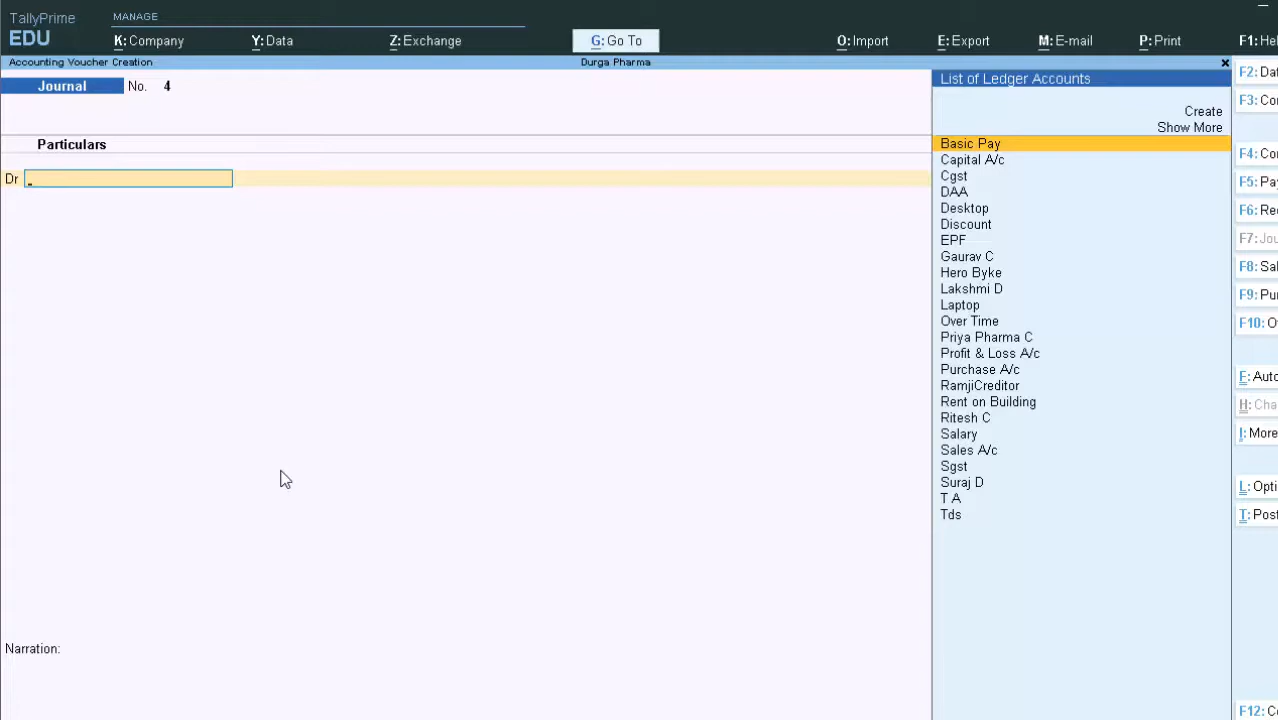 TallyPrime
EDU
MANAGE
K: Company
Y: Data
Z: Exchange
G: Go To
O: Import
E: Export
M: E-mail
P: Print
F1: Hel
Accounting Voucher Creation
Durga Pharma
Journal No. 4
Particulars
Dr
Narration:
List of Ledger Accounts
Create
Show More
Basic Pay
Capital A/c
Cgst
DAA
Desktop
Discount
EPF
Gaurav C
Hero Byke
Lakshmi D
Laptop
Over Time
Priya Pharma C
Profit & Loss A/c
Purchase A/c
RamjiCreditor
Rent on Building
Ritesh C
Salary
Sales A/c
Sgst
Suraj D
T A
Tds
F2: Dat
F3: Co
F4: Co
F5: Pa
F6: Re
F7: Jou
F8: Sal
F9: Pu
F10: O
F: Auto
H: Cha
I: More
L: Opti
T: Post
F12: C